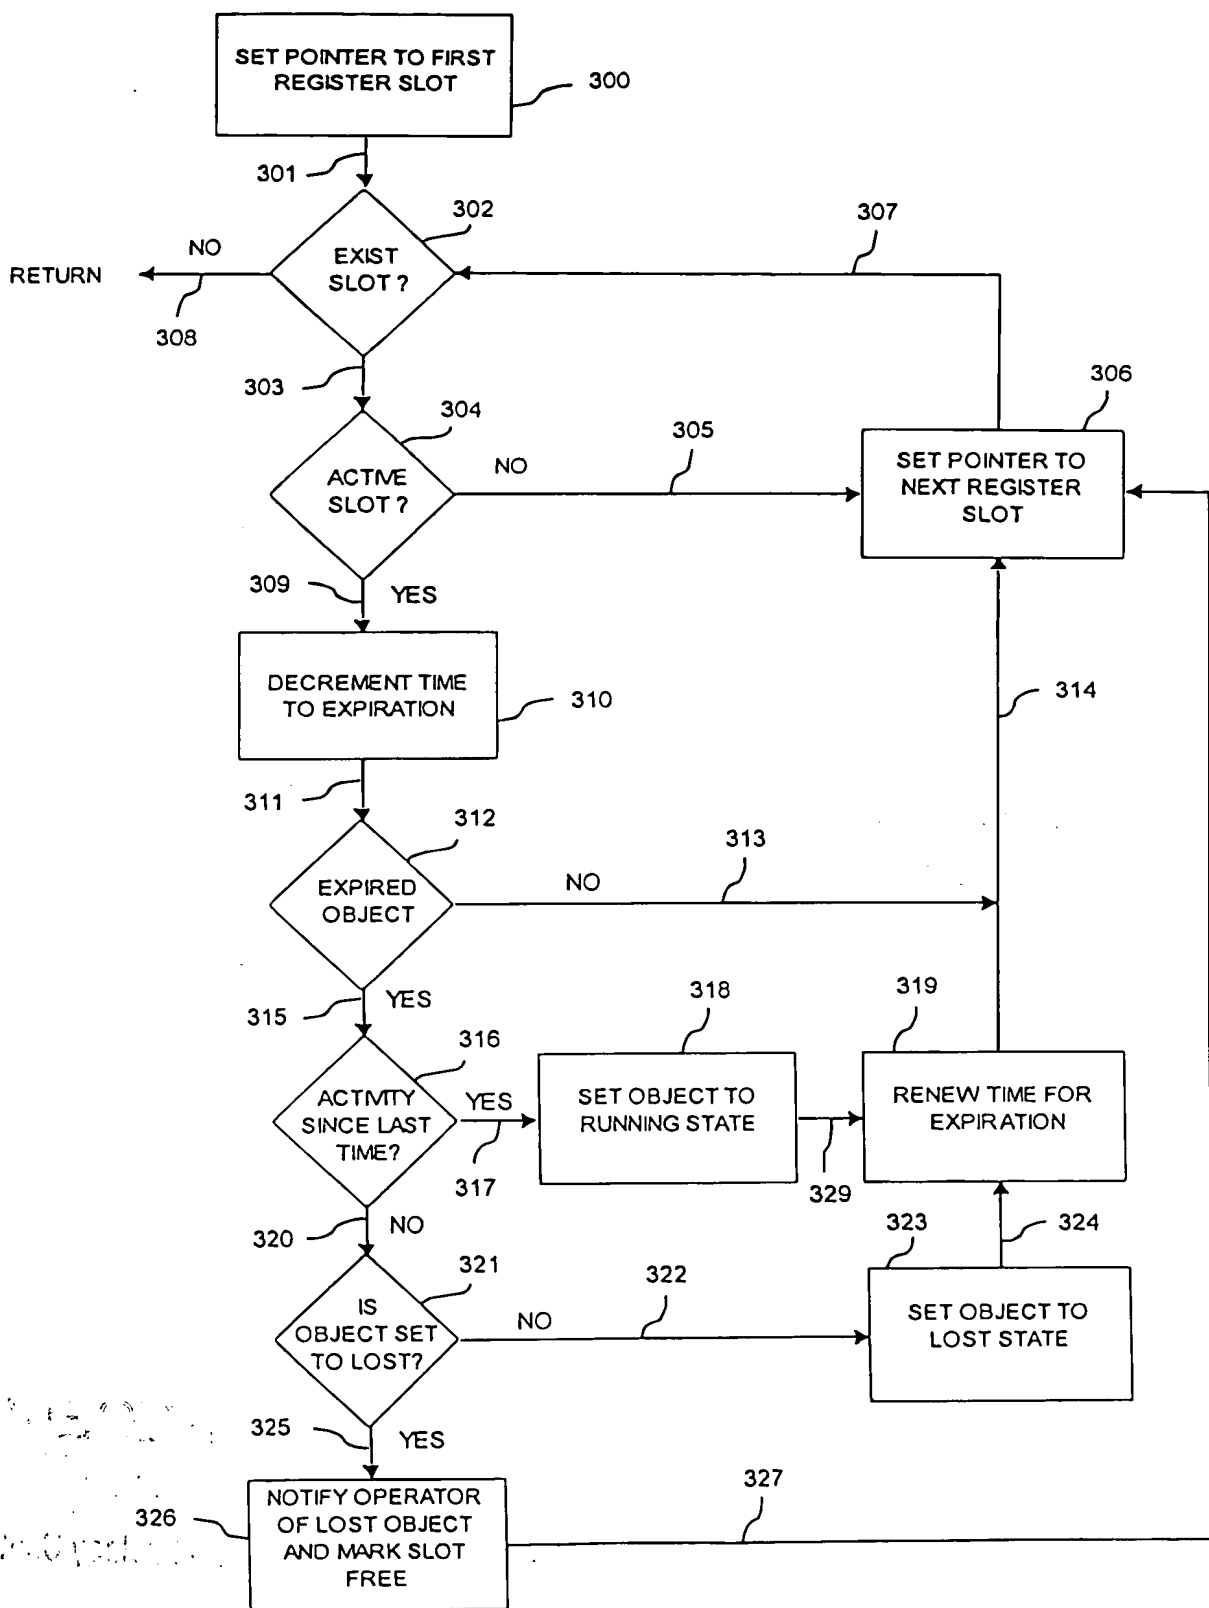 SET POINTER TO FIRST
REGISTER SLOT
300
301
302
307
NO
EXIST
SLOT ?
RETURN
308
303
306
304
305
NO
ACTIVE
SLOT ?
SET POINTER TO
NEXT REGISTER
SLOT
309
YES
DECREMENT TIME
TO EXPIRATION
310
314
311
312
313
NO
EXPIRED
OBJECT
315
YES
318
319
316
ACTIVITY
SINCE LAST
TIME?
YES
317
SET OBJECT TO
RUNNING STATE
329
RENEW TIME FOR
EXPIRATION
320
NO
323
324
321
322
IS
OBJECT SET
TO LOST?
NO
SET OBJECT TO
LOST STATE
325
YES
327
326
NOTIFY OPERATOR
OF LOST OBJECT
AND MARK SLOT
FREE